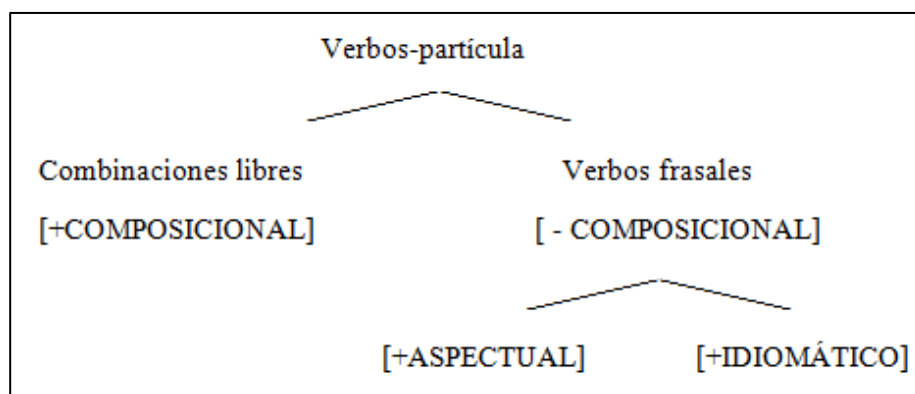 Verbos-partícula
Combinaciones libres Verbos frasales
[+COMPOSICIONAL] [ - COMPOSICIONAL]
[+ASPECTUAL] [+IDIOMÁTICO]